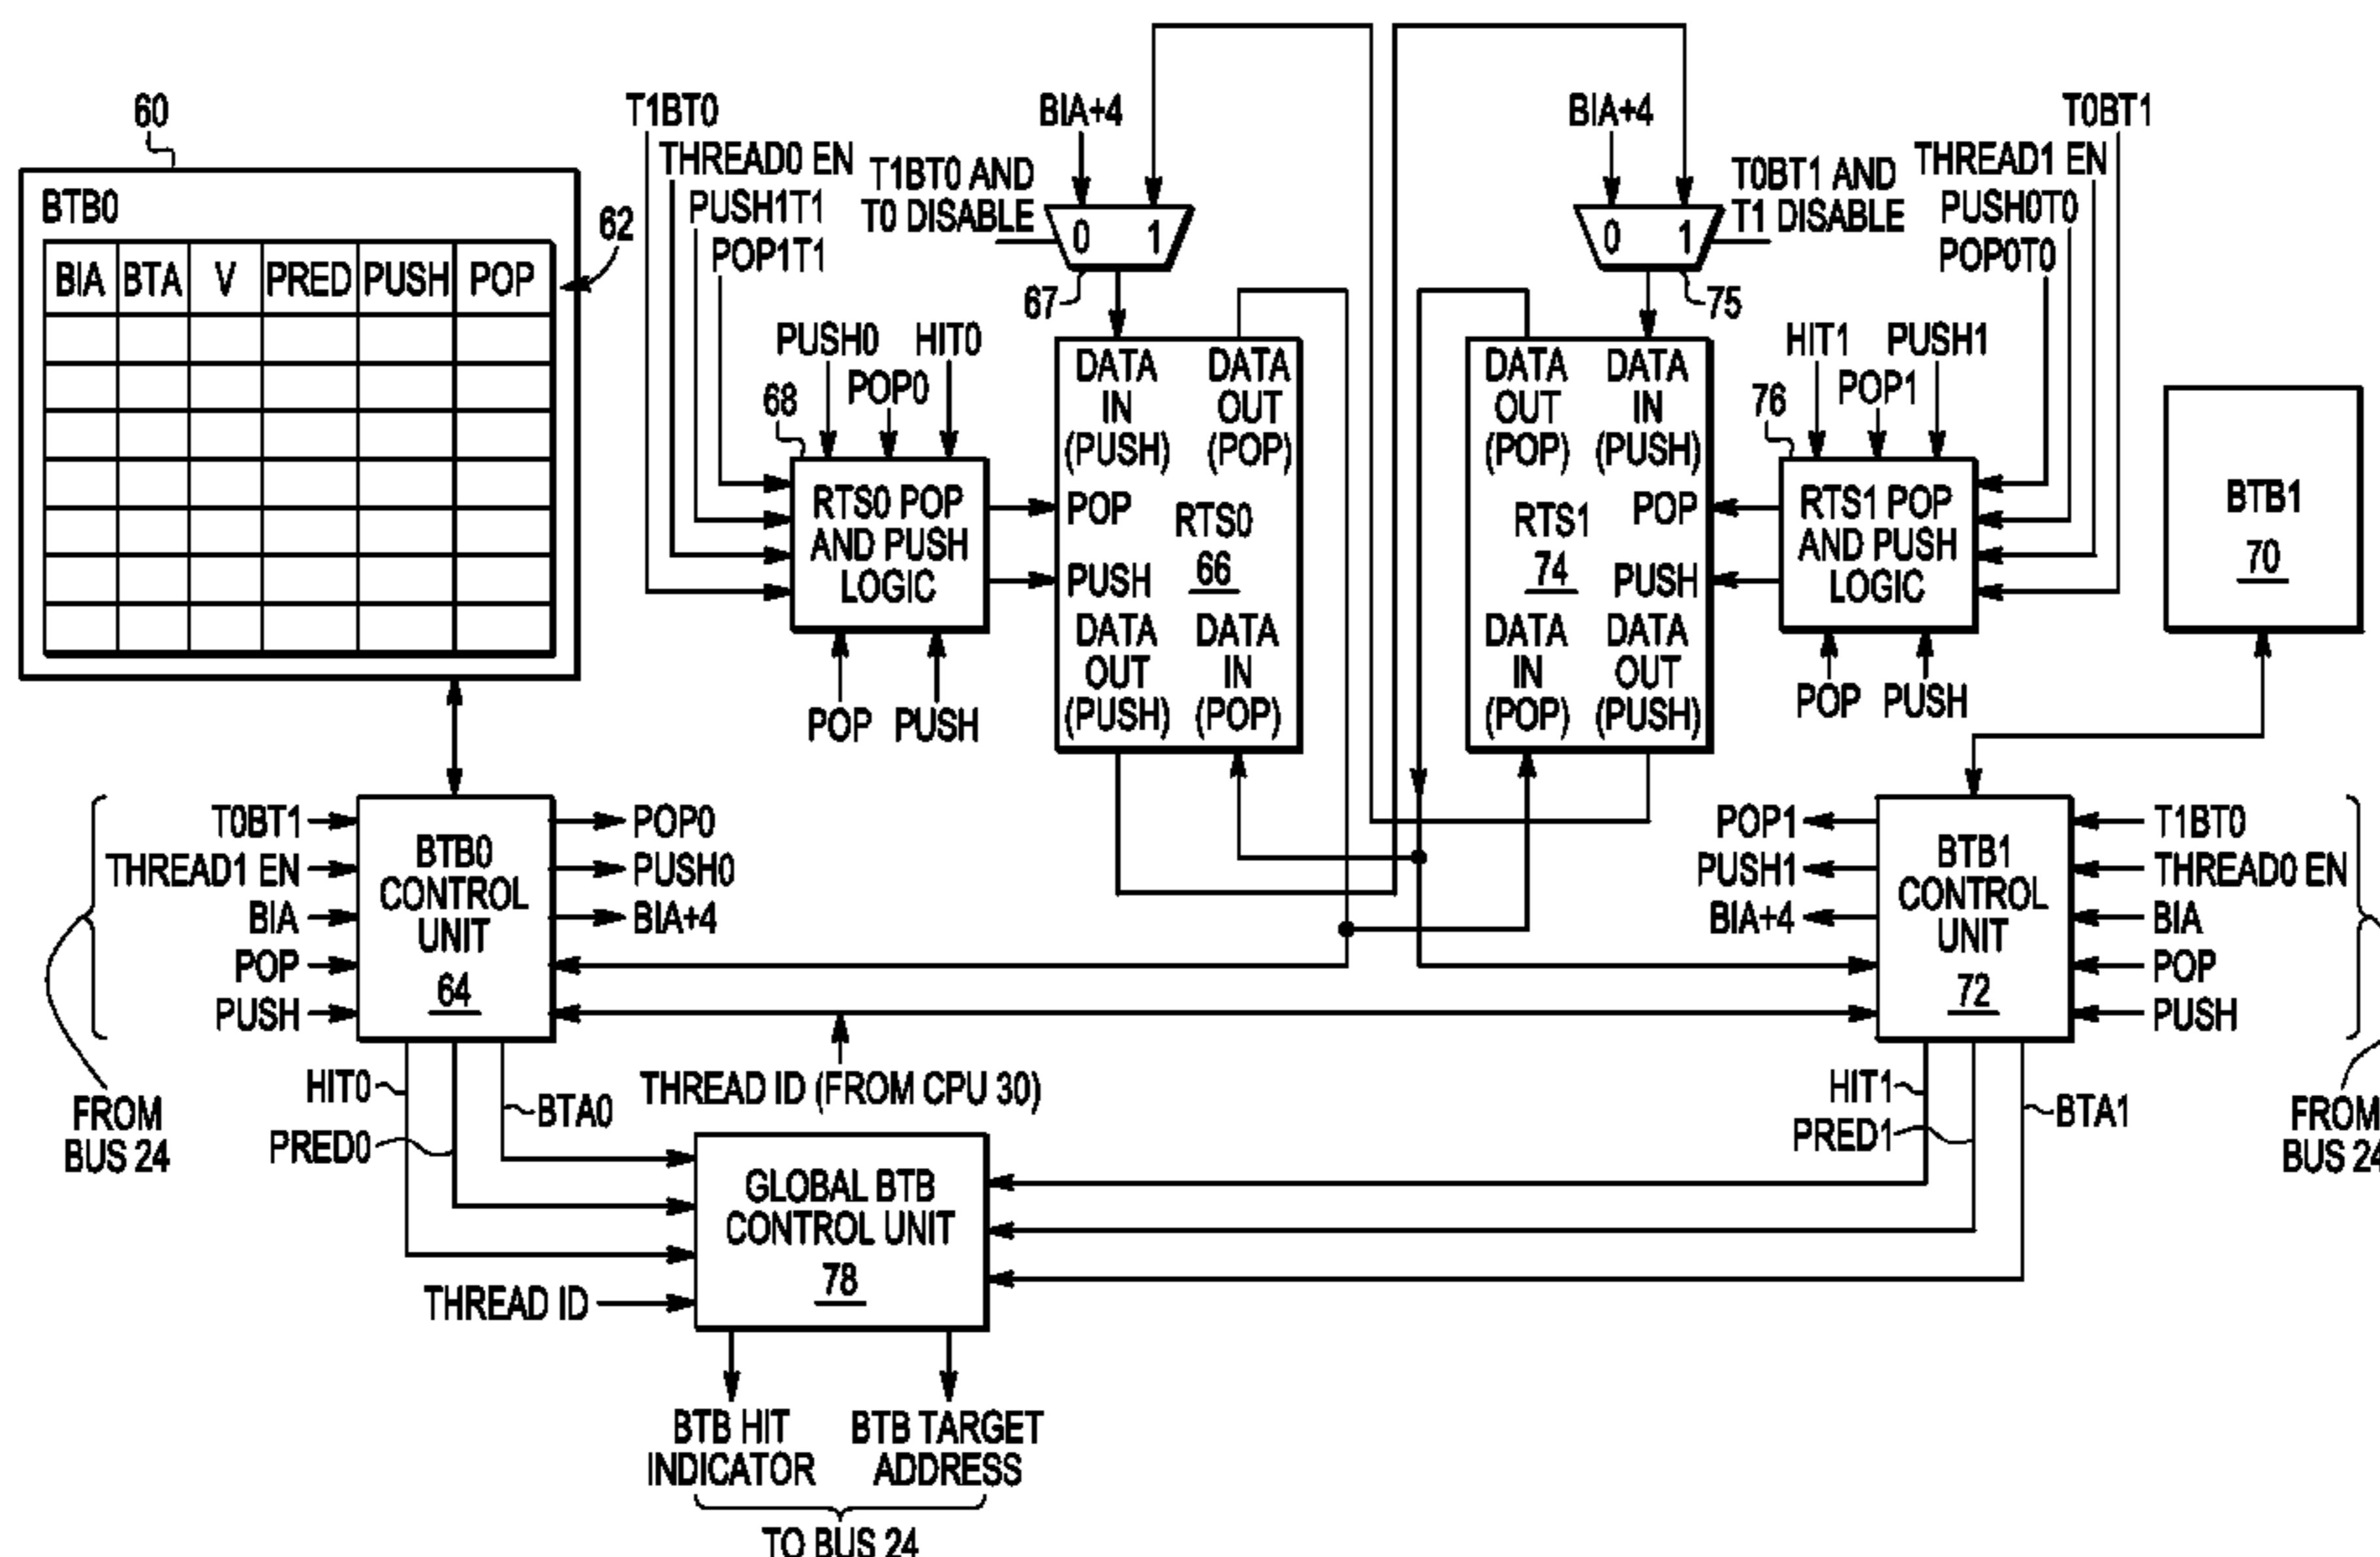 60
BTB0
BIA BTA V PRED PUSH POP
62
T1BT0
THREAD0 EN
PUSH1T1
POP1T1
T1BT0 AND
T0 DISABLE
BIA+4
0 1
67
BIA+4
0 1
75
T0BT1 AND
T1 DISABLE
T0BT1
THREAD1 EN
PUSH0T0
POP0T0
PUSH0
POP0
HIT0
68
RTS0 POP
AND PUSH
LOGIC
POP PUSH
DATA
IN
(PUSH)
DATA
OUT
(POP)
POP
PUSH
RTS0
66
DATA
OUT
(PUSH)
DATA
IN
(POP)
DATA
OUT
(POP)
DATA
IN
(PUSH)
RTS1
74
POP
PUSH
DATA
IN
(POP)
DATA
OUT
(PUSH)
HIT1
POP1
PUSH1
76
RTS1 POP
AND PUSH
LOGIC
POP PUSH
BTB1
70
T0BT1
THREAD1 EN
BIA
POP
PUSH
FROM
BUS 24
BTB0
CONTROL
UNIT
64
POP0
PUSH0
BIA+4
POP1
PUSH1
BIA+4
BTB1
CONTROL
UNIT
72
T1BT0
THREAD0 EN
BIA
POP
PUSH
FROM
BUS 24
HIT0
PRED0
BTA0
THREAD ID (FROM CPU 30)
HIT1
PRED1
BTA1
GLOBAL BTB
CONTROL UNIT
78
THREAD ID
BTB HIT
INDICATOR
BTB TARGET
ADDRESS
TO BUS 24